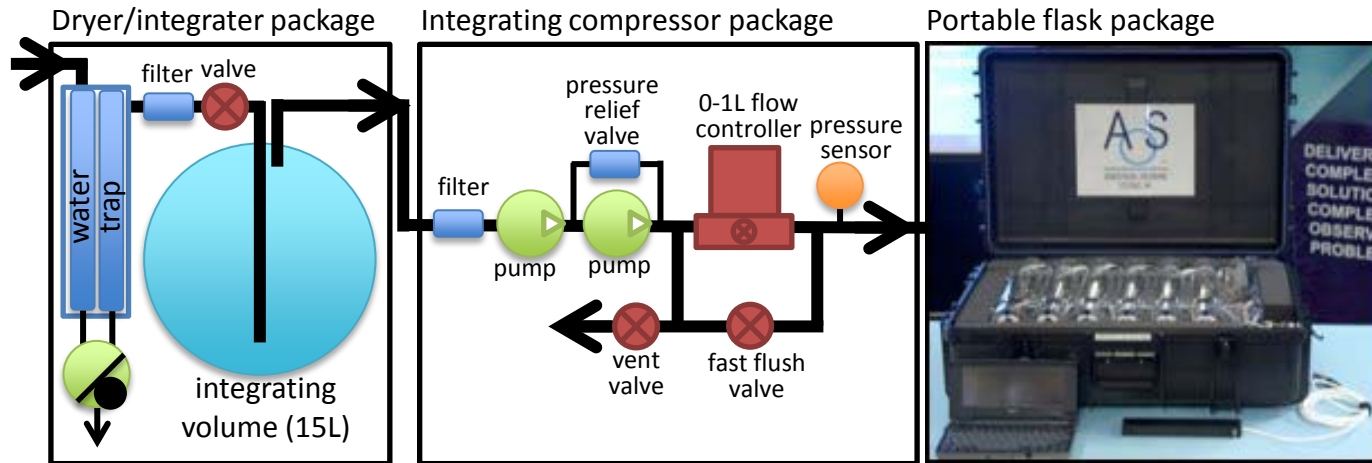 Dryer/integrater package
Integrating compressor package
Portable flask package
filter
valve
water
trap
integrating
volume (15L)
filter
pump
pump
pressure
relief
valve
0-1L flow
controller
pressure
sensor
vent
valve
fast flush
valve
AOS
DELIVER
COMPLE
SOLUTION
COMPLE
OBSERV
PROBLE